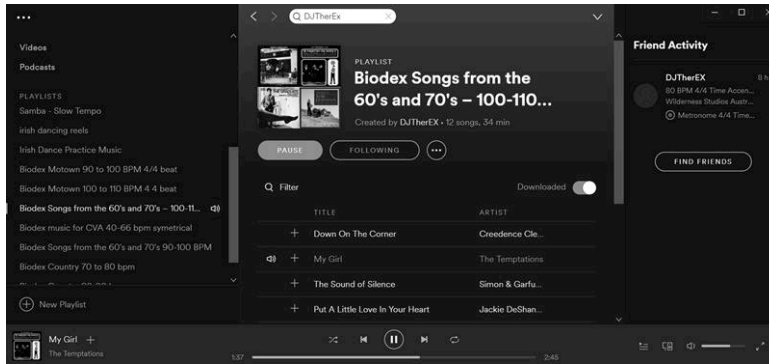 DJTherEx
Videos
Podcasts
PLAYLISTS
Samba - Slow Tempo
irish dancing reels
Irish Dance Practice Music
Biodex Motown 90 to 100 BPM 4/4 beat
Biodex Motown 100 to 110 BPM 4 4 beat
Biodex Songs from the 60's and 70's – 100-11...
Biodex music for CVA 40-66 bpm symetrical
Biodex Songs from the 60's and 70's 90-100 BPM
Biodex Country 70 to 80 bpm
New Playlist
PLAYLIST
Biodex Songs from the
60's and 70's – 100-110...
Created by DJTherEX • 12 songs, 34 min
PAUSE
FOLLOWING
Filter
Downloaded
TITLE ARTIST
Down On The Corner Creedence Cle...
My Girl The Temptations
The Sound of Silence Simon & Garfu...
Put A Little Love In Your Heart Jackie DeShan...
Friend Activity
DJTherEX 8 h
80 BPM 4/4 Time Accen...
Wilderness Studios Austr...
Metronome 4/4 Time...
FIND FRIENDS
My Girl
The Temptations
1:37
2:45